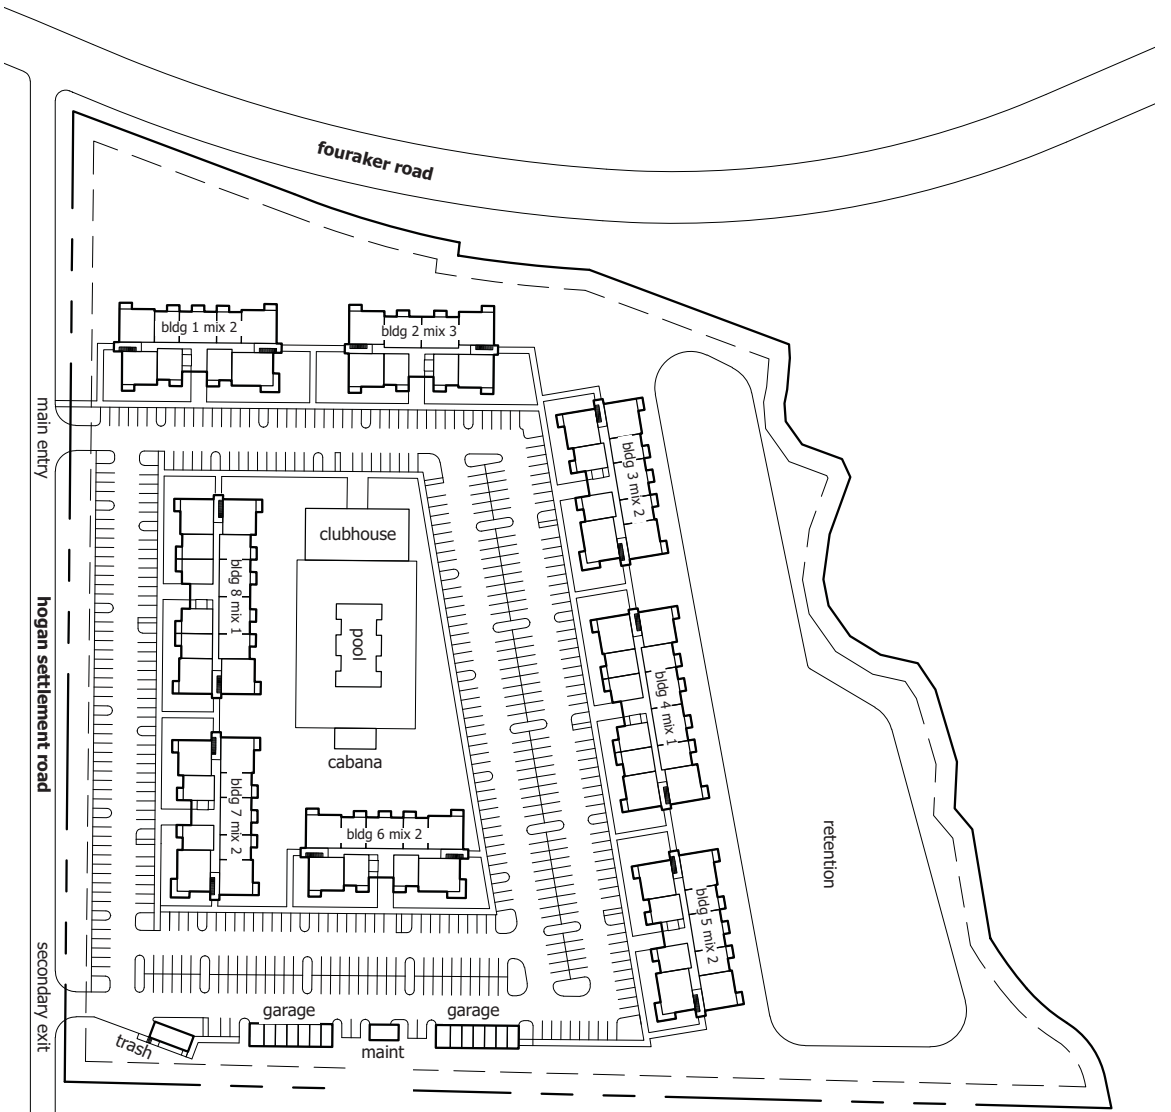 fouraker road
bldg 1 mix 2
bldg 2 mix 3
main entry
bldg 3 mix 2
clubhouse
bldg 8 mix 1
hogan settlement road
pool
bldg 4 mix 1
cabana
bldg 7 mix 2
bldg 6 mix 2
retention
bldg 5 mix 2
secondary exit
garage
garage
trash
maint